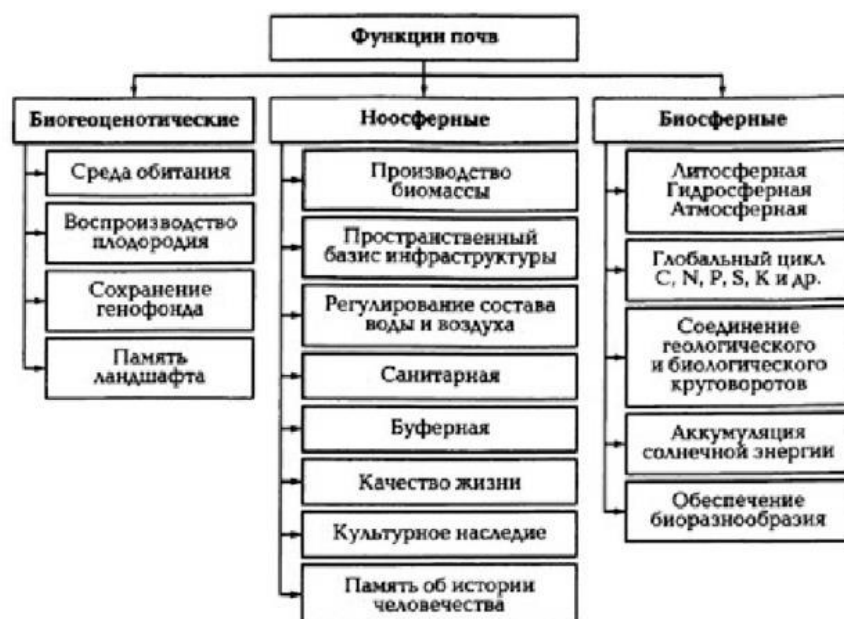 Функции почв
Биогеоценотические
Среда обитания
Воспроизводство
плодородия
Сохранение
генофонда
Память
ландшафта
Ноосферные
Производство
биомассы
Пространственный
базис инфраструктуры
Регулирование состава
воды и воздуха
Санитарная
Буферная
Качество жизни
Культурное наследие
Память об истории
человечества
Биосферные
Литосферная
Гидросферная
Атмосферная
Глобальный цикл
C, N, P, S, K и др.
Соединение
геологического
и биологического
круговоротов
Аккумуляция
солнечной энергии
Обеспечение
биоразнообразия